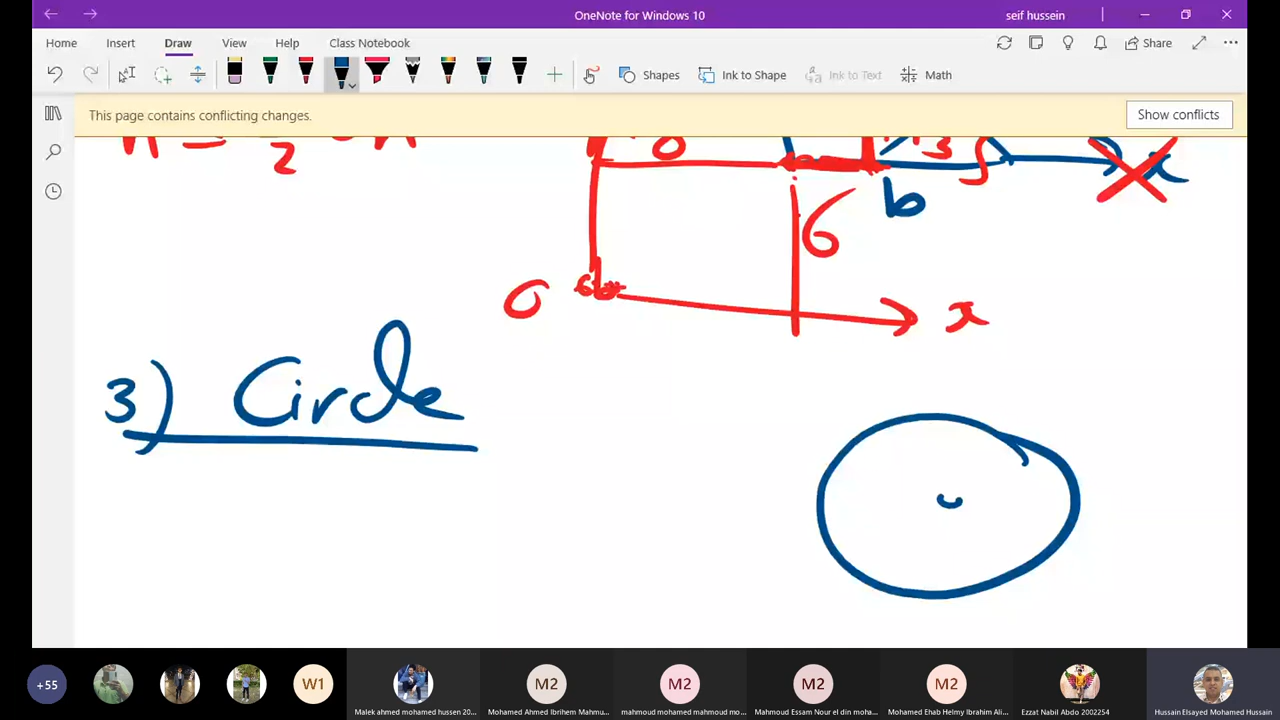 OneNote for Windows 10
seif hussein
Home Insert Draw View Help Class Notebook
Share
Shapes Ink to Shape Ink to Text Math
This page contains conflicting changes.
Show conflicts
2
3
x
b
6
x
3) Circle
+55
W1
M2
M2
M2
M2
Malek ahmed mohamed hussen 20...
Mohamed Ahmed Ibrihem Mahmu...
mahmoud mohamed mahmoud mo...
Mahmoud Essam Nour el din moha...
Mohamed Ehab Helmy Ibrahim Ali...
Ezzat Nabil Abdo 2002254
Hussain Elsayed Mohamed Hussain